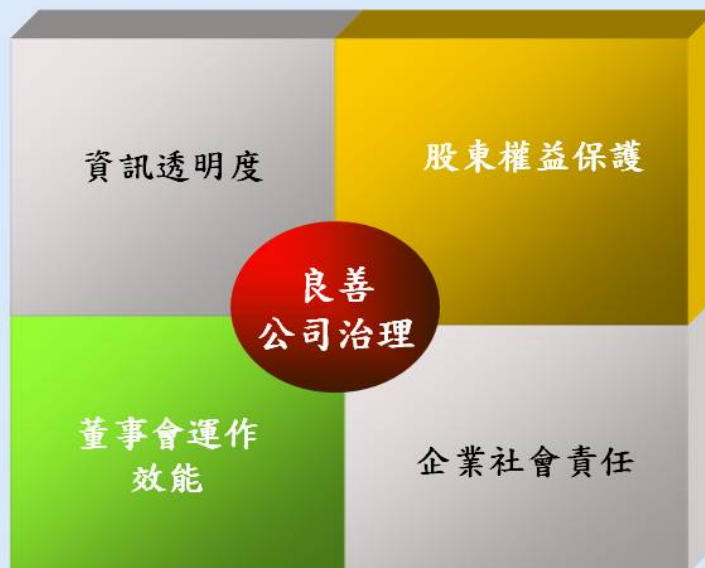 資訊透明度
股東權益保護
良善
公司治理
董事會運作
效能
企業社會責任